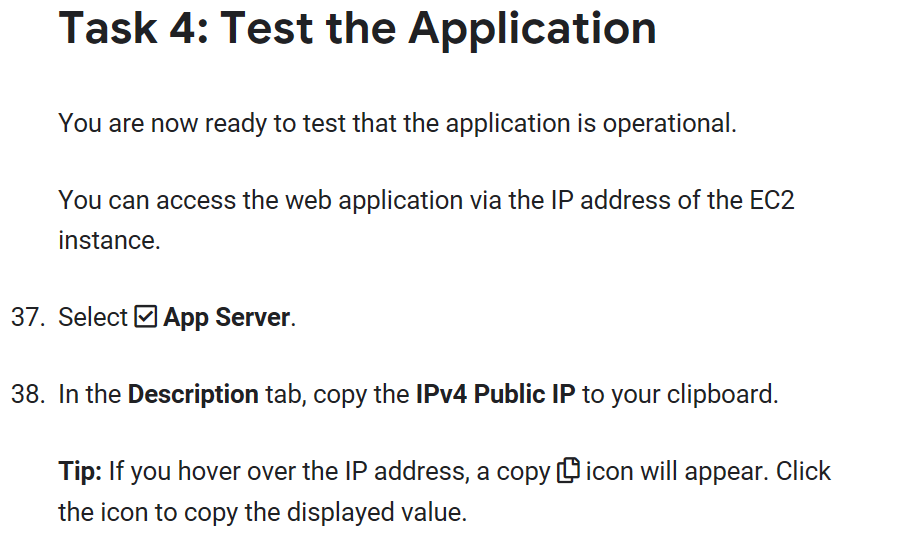 Task 4: Test the Application
You are now ready to test that the application is operational.
You can access the web application via the IP address of the EC2
instance.
37. Select App Server.
38. In the Description tab, copy the IPv4 Public IP to your clipboard.
Tip: If you hover over the IP address, a copy icon will appear. Click
the icon to copy the displayed value.